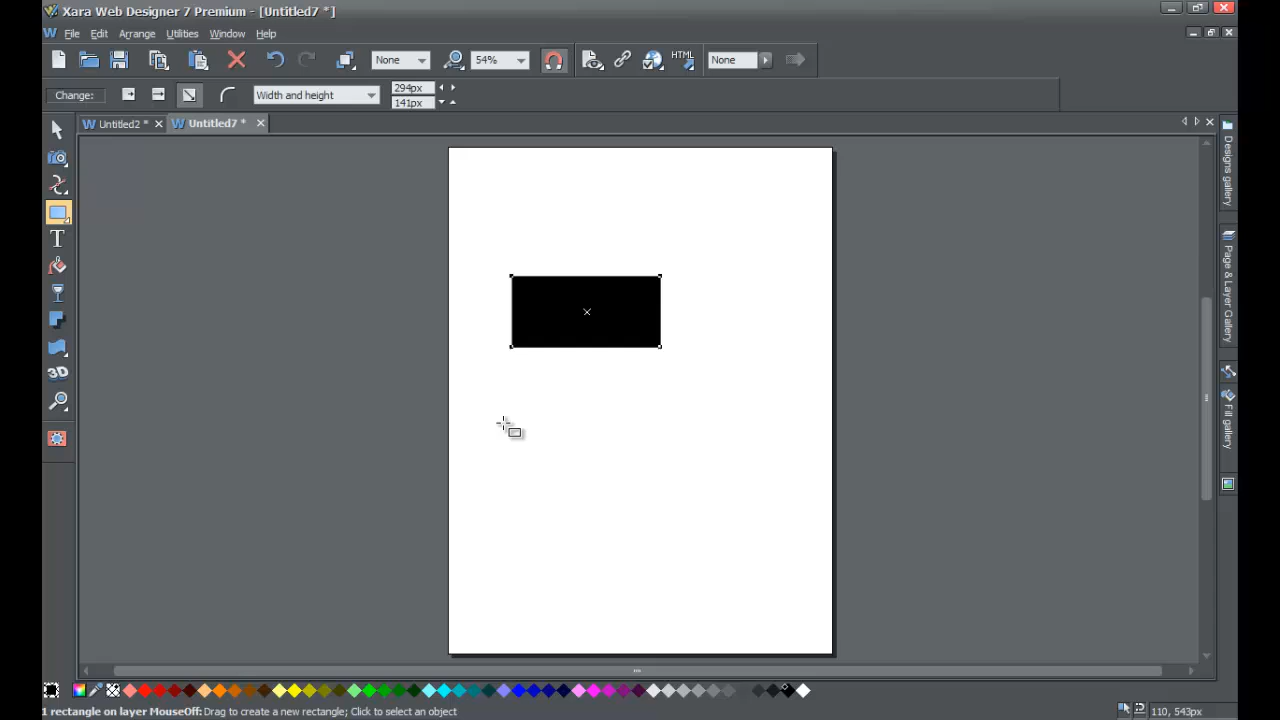 Xara Web Designer 7 Premium - [Untitled7 *]
W File Edit Arrange Utilities Window Help
None 54% HTML None
Change: Width and height 294px
141px
W Untitled2 * W Untitled7 *
T
3D
Designs gallery
Page & Layer Gallery
Fill gallery
1 rectangle on layer MouseOff: Drag to create a new rectangle; Click to select an object 110, 543px